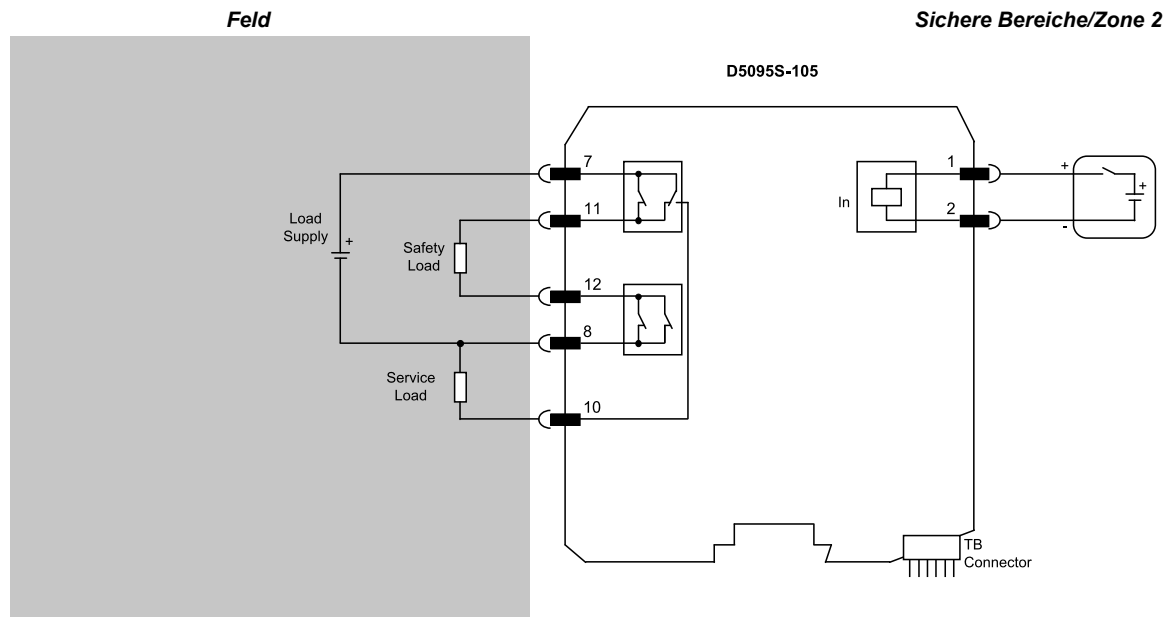 Feld
Sichere Bereiche/Zone 2
D5095S-105
7
11
12
8
10
Load
Supply
+
Safety
Load
Service
Load
In
1
2
+
-
+
TB
Connector